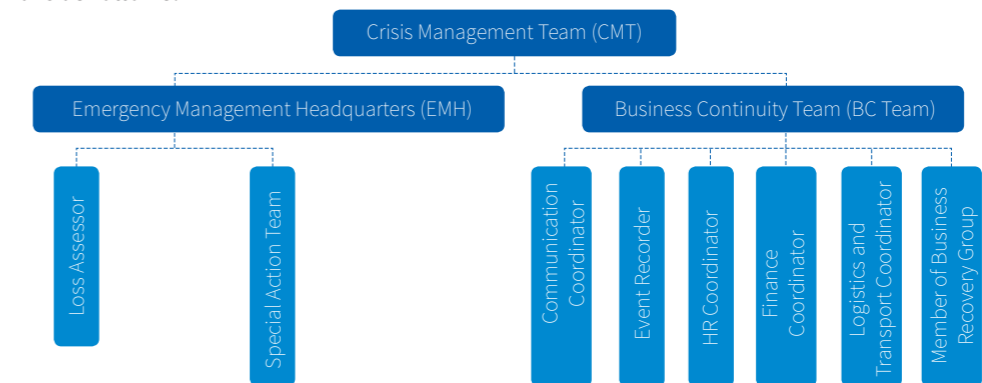 Crisis Management Team (CMT)
Emergency Management Headquarters (EMH)
Business Continuity Team (BC Team)
Loss Assessor
Special Action Team
Communication
Coordinator
Event Recorder
HR Coordinator
Finance
Coordinator
Logistics and
Transport Coordinator
Member of Business
Recovery Group